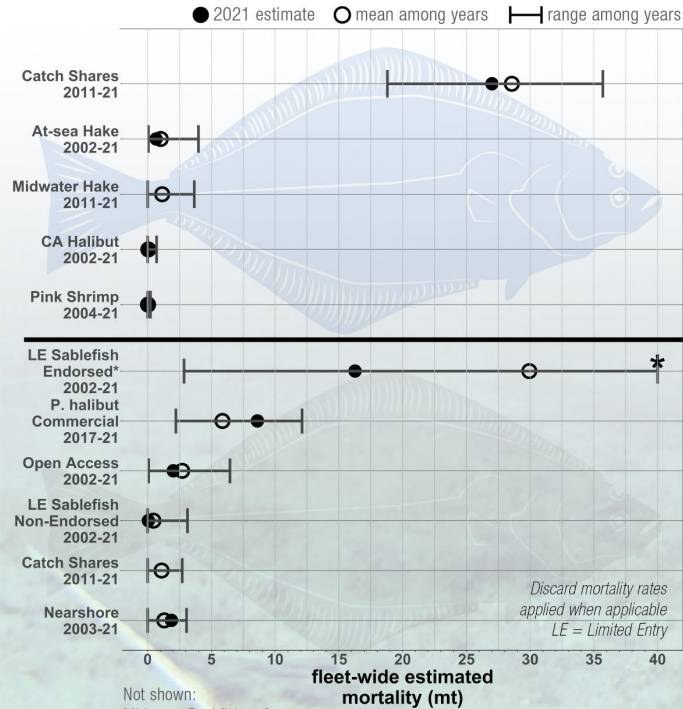 2021 estimate mean among years range among years
Catch Shares
2011-21
At-sea Hake
2002-21
Midwater Hake
2011-21
CA Halibut
2002-21
Pink Shrimp
2004-21
*
LE Sablefish
Endorsed*
2002-21
P. halibut
Commercial
2017-21
Open Access
2002-21
LE Sablefish
Non-Endorsed
2002-21
Catch Shares
2011-21
Nearshore
2003-21
Discard mortality rates
applied when applicable
LE = Limited Entry
0 5 10 15 20 25 30 35 40
fleet-wide estimated
mortality (mt)
Not shown: